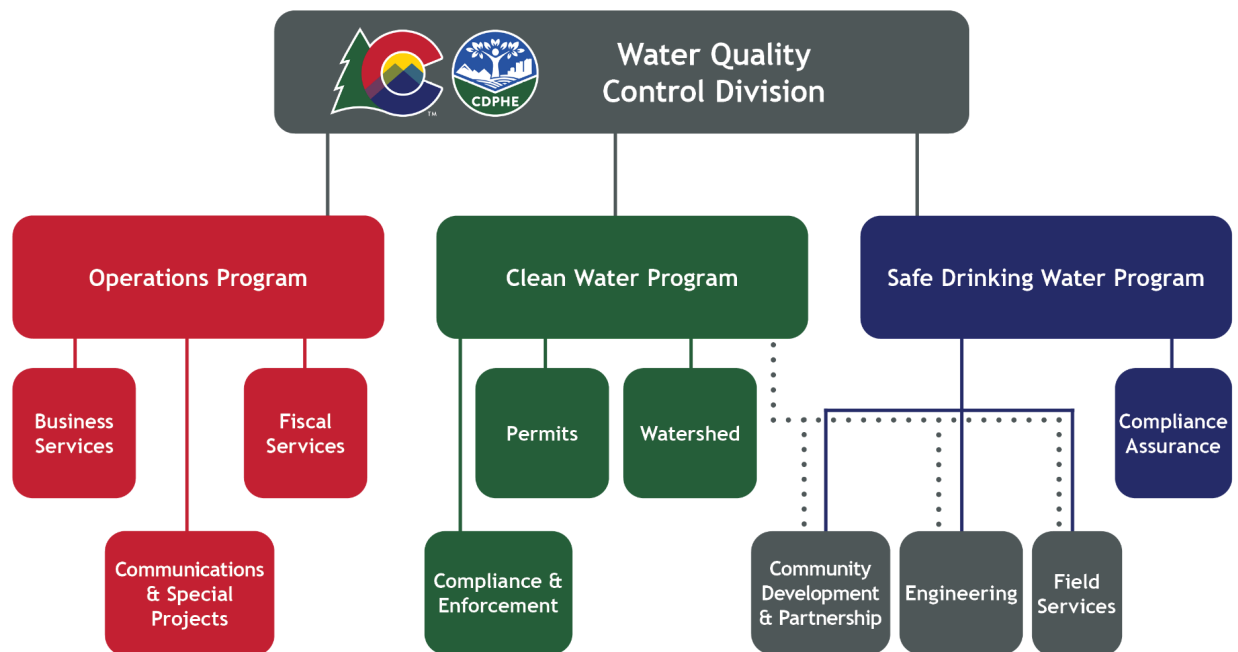 Water Quality
Control Division
CDPHE
TM
Operations Program
Clean Water Program
Safe Drinking Water Program
Business
Services
Fiscal
Services
Permits
Watershed
Compliance
Assurance
Communications
& Special
Projects
Compliance &
Enforcement
Community
Development
& Partnership
Engineering
Field
Services